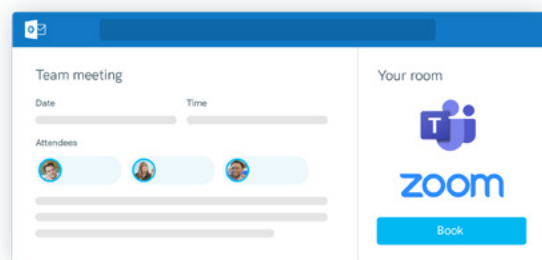 Team meeting
Date
Time
Attendees
Your room
T
zoom
Book